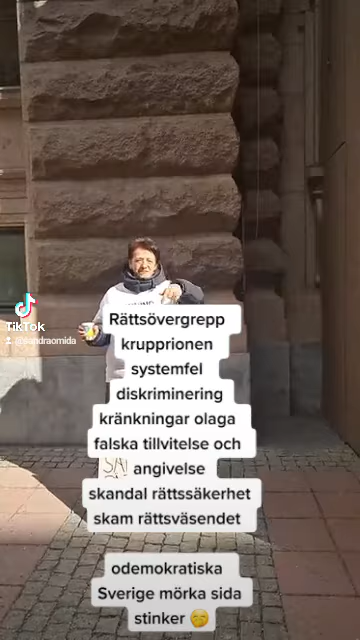 TikTok
@sandraomida
Rättsövergrepp
krupprionen
systemfel
diskriminering
kränkningar olaga
falska tillvitelse och
angivelse
skandal rättssäkerhet
skam rättsväsendet
odemokratiska
Sverige mörka sida
stinker 🤭